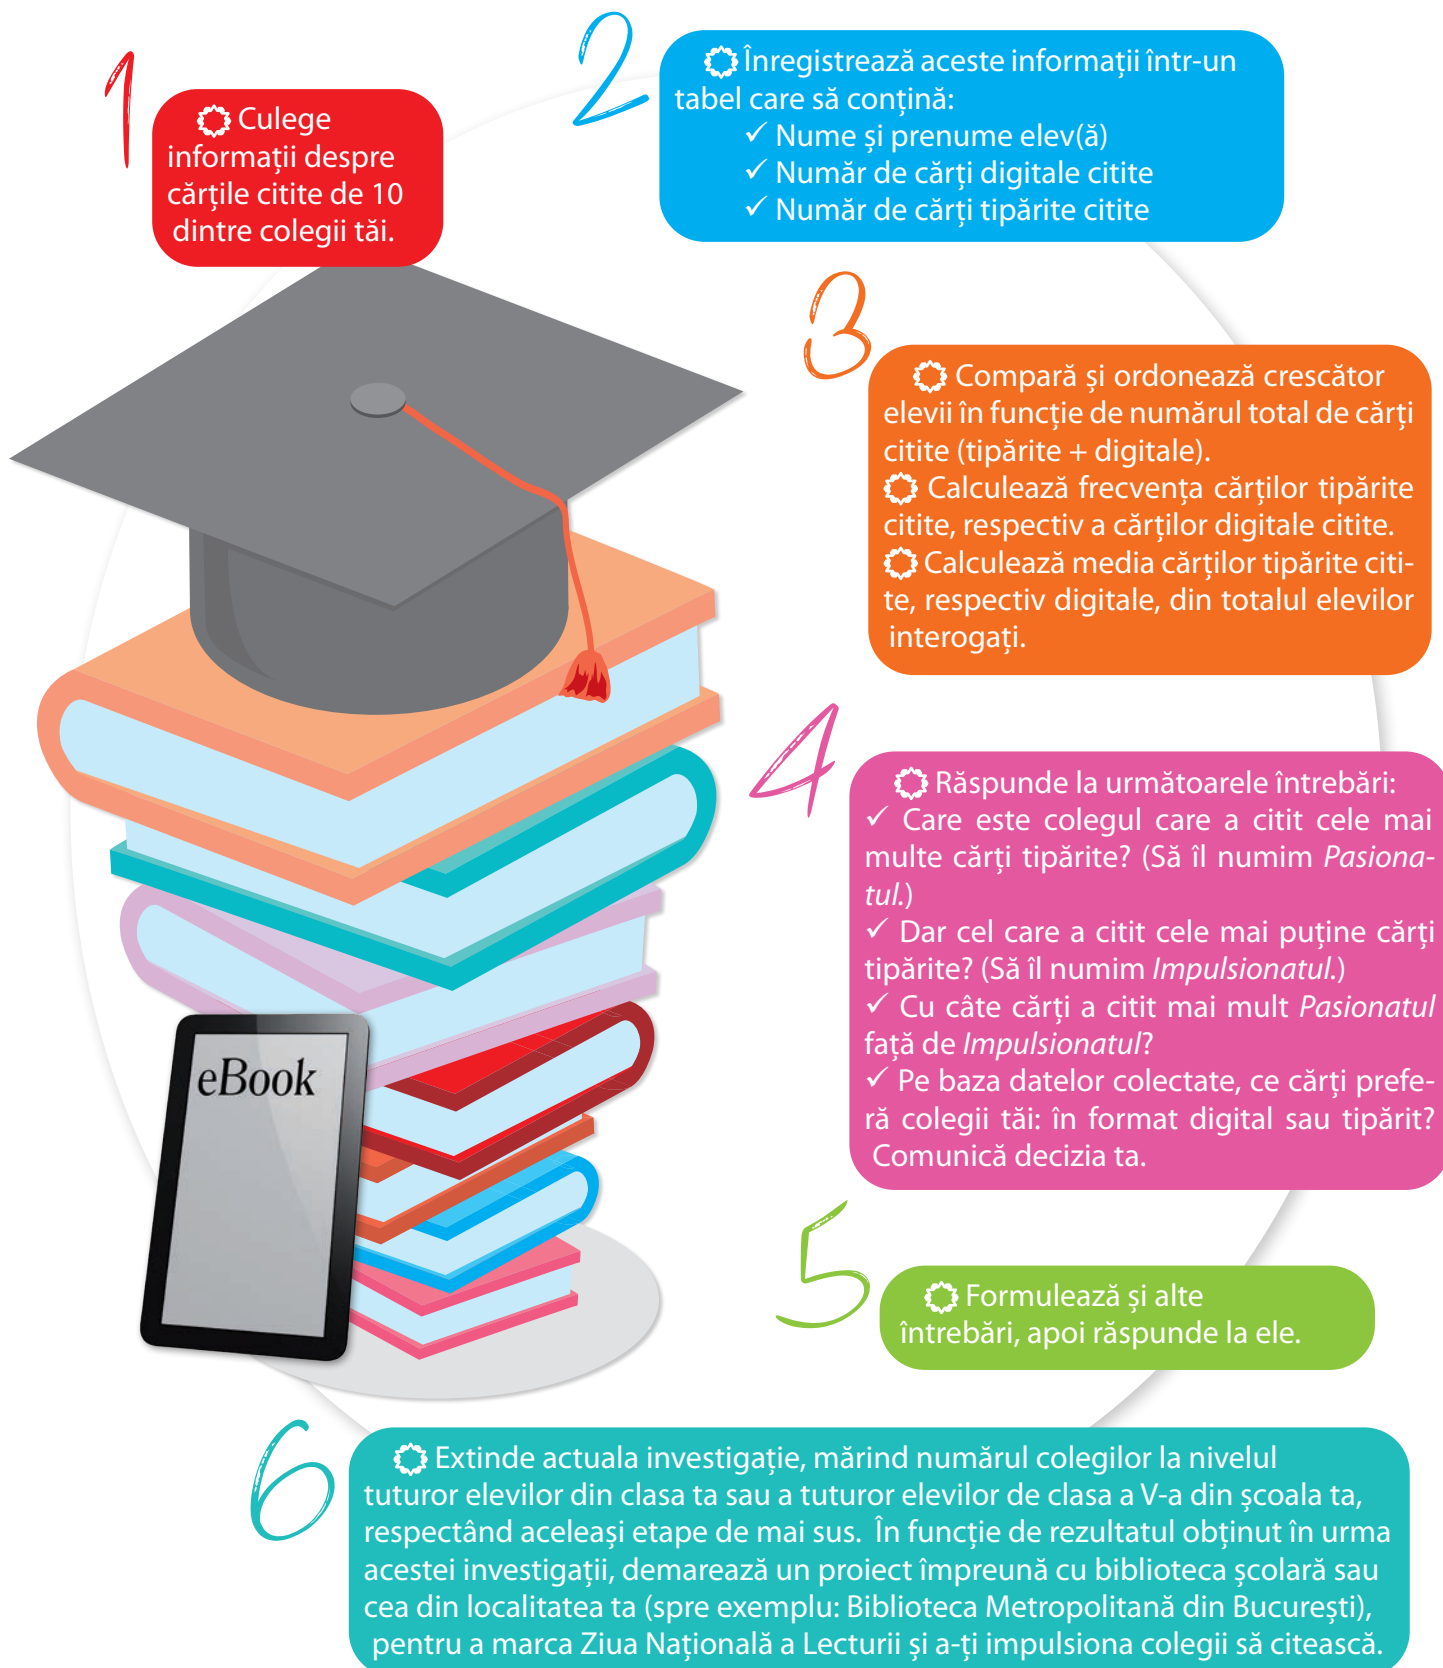 1
Culege
informații despre
cărțile citite de 10
dintre colegii tăi.
2
Înregistrează aceste informații într-un
tabel care să conțină:
✓ Nume și prenume elev(ă)
✓ Număr de cărți digitale citite
✓ Număr de cărți tipărite citite
3
Compară și ordonează crescător
elevii în funcție de numărul total de cărți
citite (tipărite + digitale).
Calculează frecvența cărților tipărite
citite, respectiv a cărților digitale citite.
Calculează media cărților tipărite citi-
te, respectiv digitale, din totalul elevilor
interogați.
4
Răspunde la următoarele întrebări:
✓ Care este colegul care a citit cele mai
multe cărți tipărite? (Să îl numim Pasiona-
tul.)
✓ Dar cel care a citit cele mai puține cărți
tipărite? (Să îl numim Impulsionatul.)
✓ Cu câte cărți a citit mai mult Pasionatul
față de Impulsionatul?
✓ Pe baza datelor colectate, ce cărți prefe-
ră colegii tăi: în format digital sau tipărit?
Comunică decizia ta.
eBook
5
Formulează și alte
întrebări, apoi răspunde la ele.
6
Extinde actuala investigație, mărind numărul colegilor la nivelul
tuturor elevilor din clasa ta sau a tuturor elevilor de clasa a V-a din școala ta,
respectând aceleași etape de mai sus. În funcție de rezultatul obținut în urma
acestei investigații, demarează un proiect împreună cu biblioteca școlară sau
cea din localitatea ta (spre exemplu: Biblioteca Metropolitană din București),
pentru a marca Ziua Națională a Lecturii și a-ți impulsiona colegii să citească.